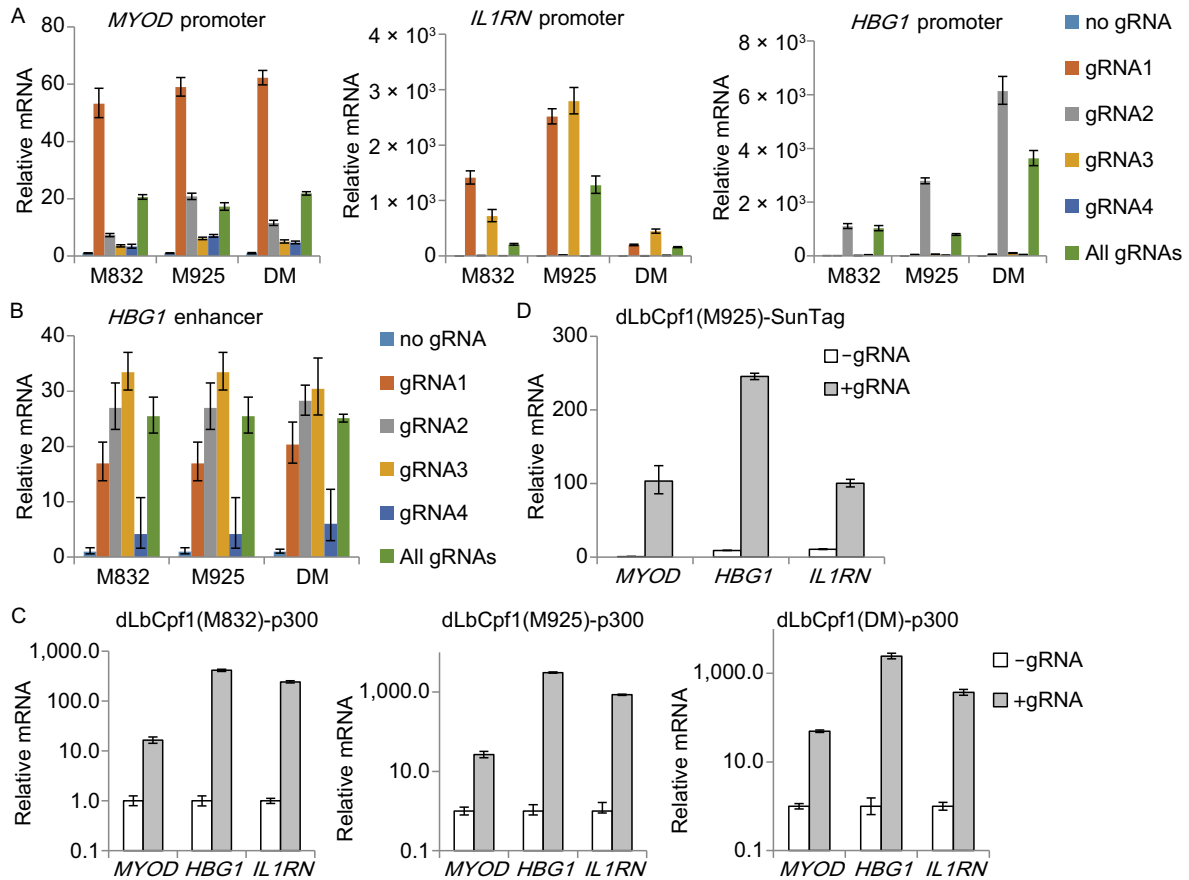 A
MYOD promoter
Relative mRNA
80
60
40
20
0
M832 M925 DM
IL1RN promoter
Relative mRNA
4 × 10³
3 × 10³
2 × 10³
1 × 10³
0
M832 M925 DM
HBG1 promoter
Relative mRNA
8 × 10³
6 × 10³
4 × 10³
2 × 10³
0
M832 M925 DM
no gRNA
gRNA1
gRNA2
gRNA3
gRNA4
All gRNAs
B
HBG1 enhancer
Relative mRNA
40
30
20
10
0
M832 M925 DM
no gRNA
gRNA1
gRNA2
gRNA3
gRNA4
All gRNAs
D
dLbCpf1(M925)-SunTag
Relative mRNA
300
200
100
0
MYOD HBG1 IL1RN
–gRNA
+gRNA
C
dLbCpf1(M832)-p300
Relative mRNA
1,000.0
100.0
10.0
1.0
0.1
MYOD HBG1 IL1RN
dLbCpf1(M925)-p300
Relative mRNA
1,000.0
10.0
0.1
MYOD HBG1 IL1RN
dLbCpf1(DM)-p300
Relative mRNA
1,000.0
10.0
0.1
MYOD HBG1 IL1RN
–gRNA
+gRNA